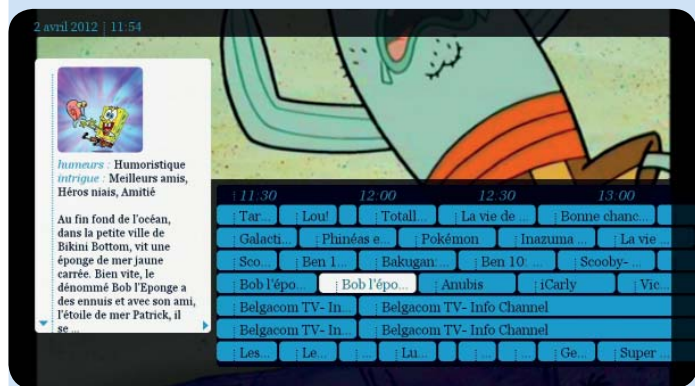 2 avril 2012 | 11:54
humeurs : Humoristique
intrigue : Meilleurs amis,
Héros niais, Amitié
Au fin fond de l'océan,
dans la petite ville de
Bikini Bottom, vit une
éponge de mer jaune
carrée. Bien vite, le
dénommé Bob l'Eponge a
des ennuis et avec son ami,
l'étoile de mer Patrick, il
se ...
11:30 12:00 12:30 13:00
Tar... Lou! Totall... La vie de ... Bonne chanc...
Galacti... Phinéas e... Pokémon Inazuma ... La vie ...
Sco... Ben 1... Bakugan:... Ben 10: ... Scooby- ...
Bob l'épo... Bob l'épo... Anubis iCarly Vic...
Belgacom TV- In... Belgacom TV- Info Channel
Belgacom TV- In... Belgacom TV- Info Channel
Les... Le... ... Lu... ... ... Ge... Super ...